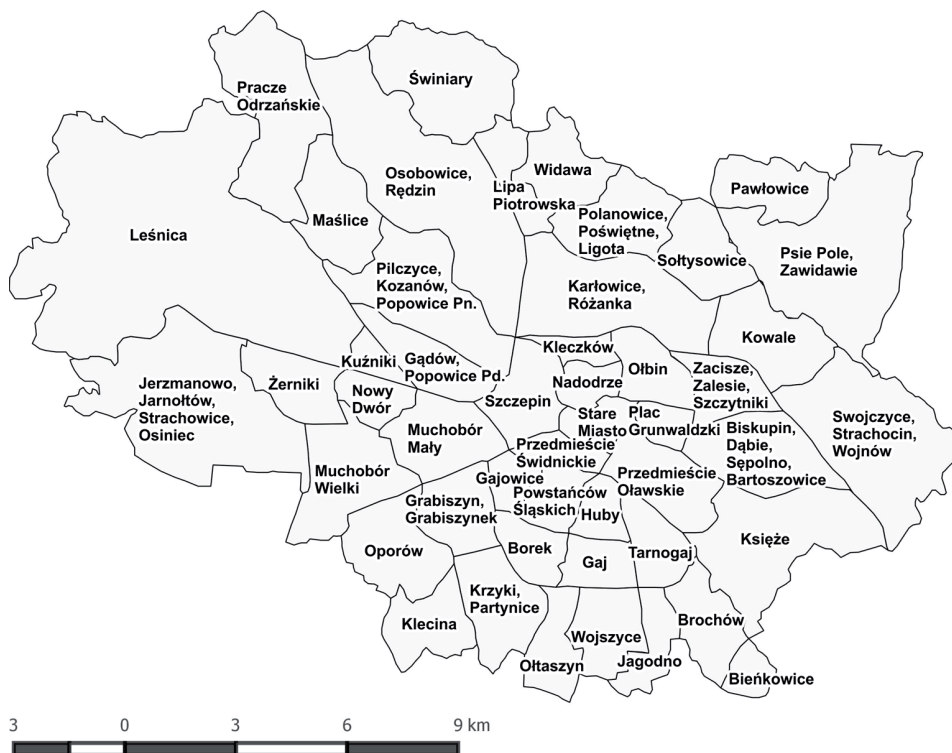 Świniary
Pracze
Odrzańskie
Widawa
Osobowice,
Rędzin
Lipa
Piotrowska
Pawłowice
Maślice
Polanowice,
Poświętne,
Ligota
Leśnica
Psie Pole,
Zawidawie
Sołtysowice
Pilczyce,
Kozanów,
Popowice Pn.
Karłowice,
Różanka
Kowale
Kleczków
Kuźniki
Gądów,
Popowice Pd.
Ołbin
Zacisze,
Zalesie,
Szczytniki
Jerzmanowo,
Jarnołtów,
Strachowice,
Osiniec
Żerniki
Nowy
Dwór
Nadodrze
Szczepin
Stare
Miasto
Plac
Grunwaldzki
Swojczyce,
Strachocin,
Wojnów
Muchobór
Mały
Biskupin,
Dąbie,
Sępolno,
Bartoszowice
Przedmieście
Świdnickie
Muchobór
Wielki
Gajowice
Przedmieście
Oławskie
Grabiszyn,
Grabiszynek
Powstańców
Śląskich
Huby
Księże
Oporów
Borek
Gaj
Tarnogaj
Krzyki,
Partynice
Klecina
Brochów
Wojszyce
Ołtaszyn
Jagodno
Bieńkowice
3 0 3 6 9 km